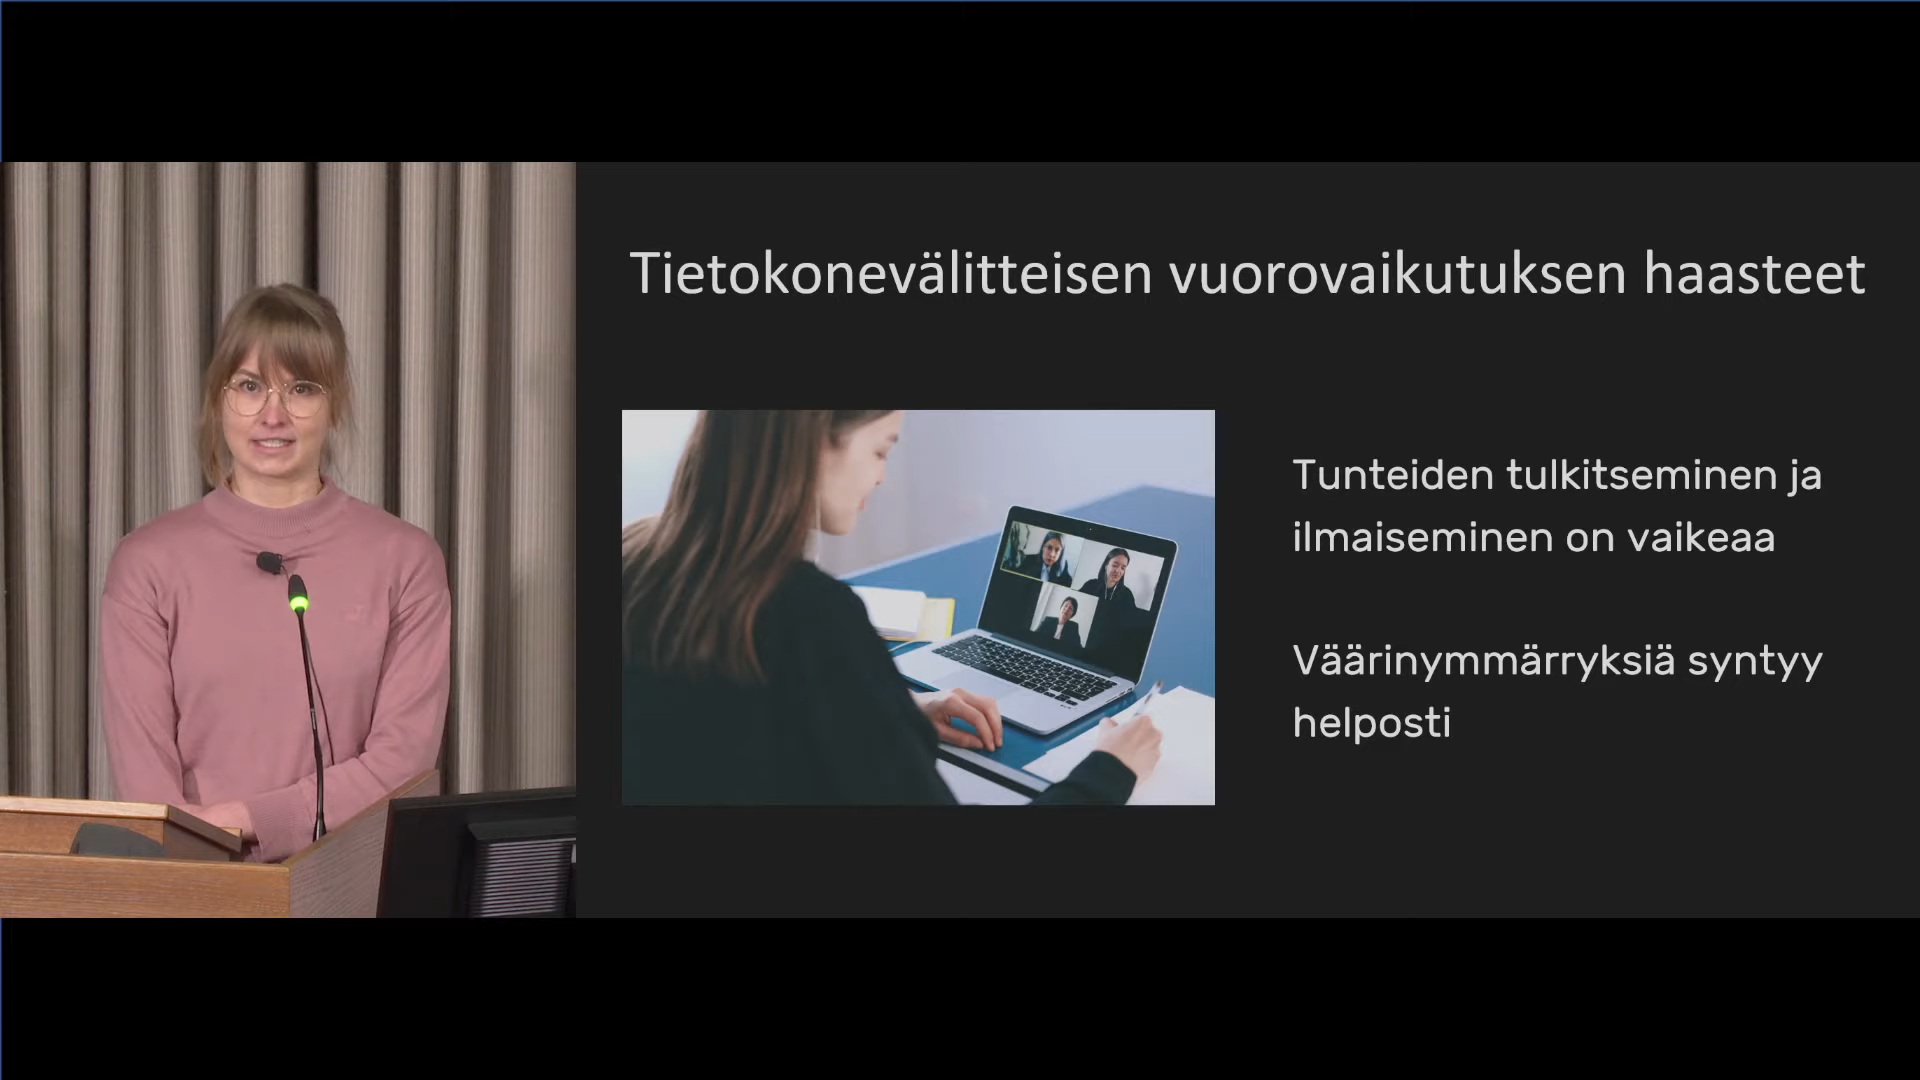 Tietokonevälitteisen vuorovaikutuksen haasteet
Tunteiden tulkitseminen ja
ilmaiseminen on vaikeaa
Väärinymmärryksiä syntyy
helposti